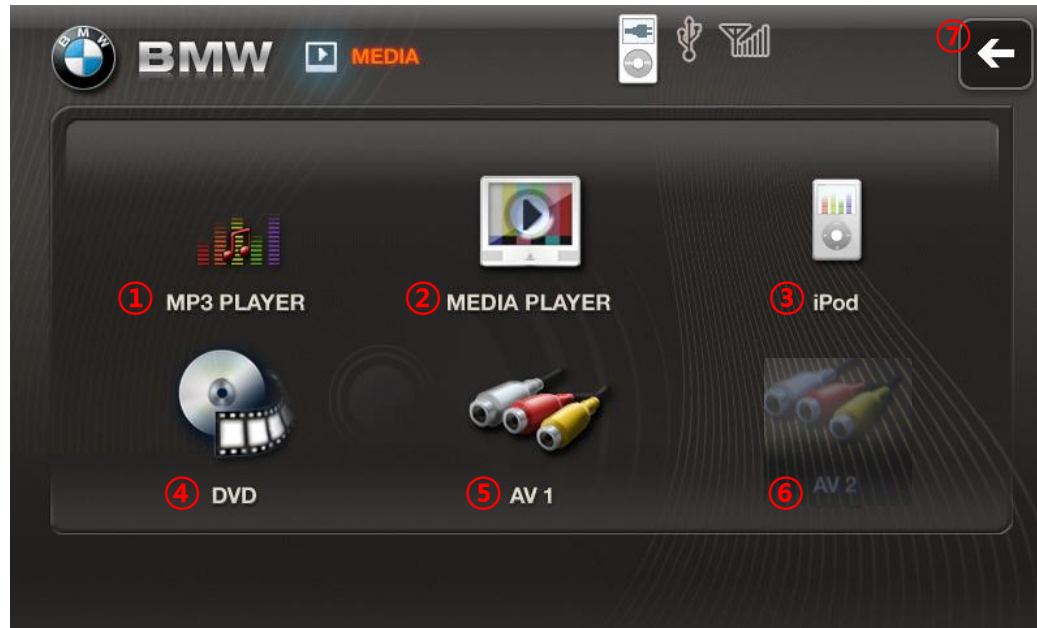 BMW
BMW MEDIA
⑦
① MP3 PLAYER
② MEDIA PLAYER
③ iPod
④ DVD
⑤ AV 1
⑥ AV 2